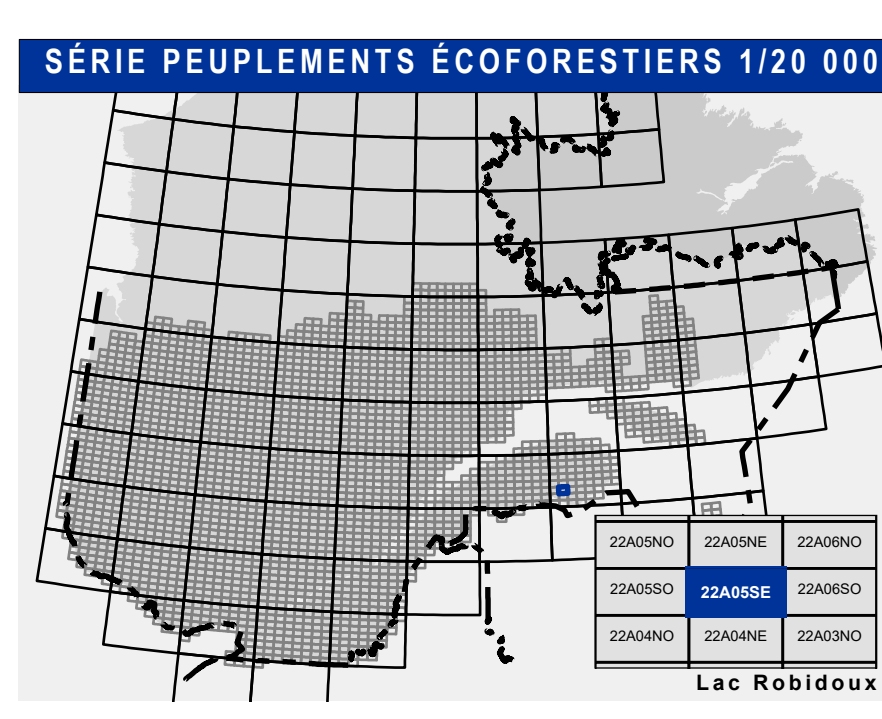 SÉRIE PEUPLEMENTS ÉCOFORESTIERS 1/20 000
22A05NO 22A05NE 22A06NO
22A05SO 22A05SE 22A06SO
22A04NO 22A04NE 22A03NO
Lac Robidoux